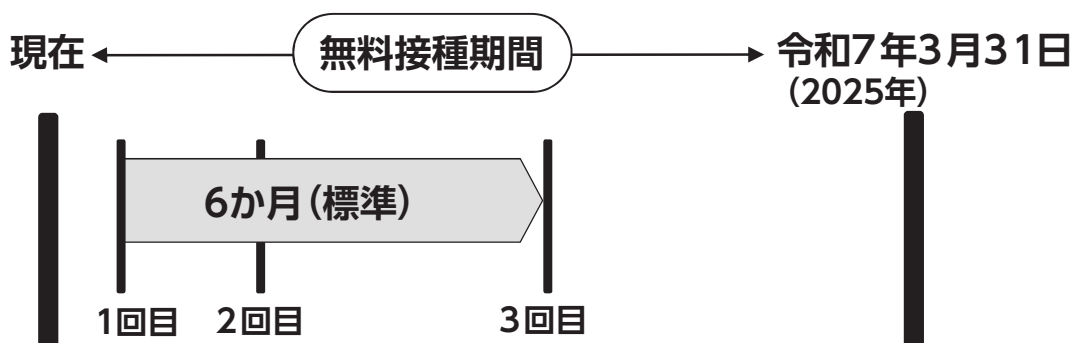 現在 無料接種期間 令和7年3月31日
(2025年)
6か月(標準)
1回目 2回目 3回目